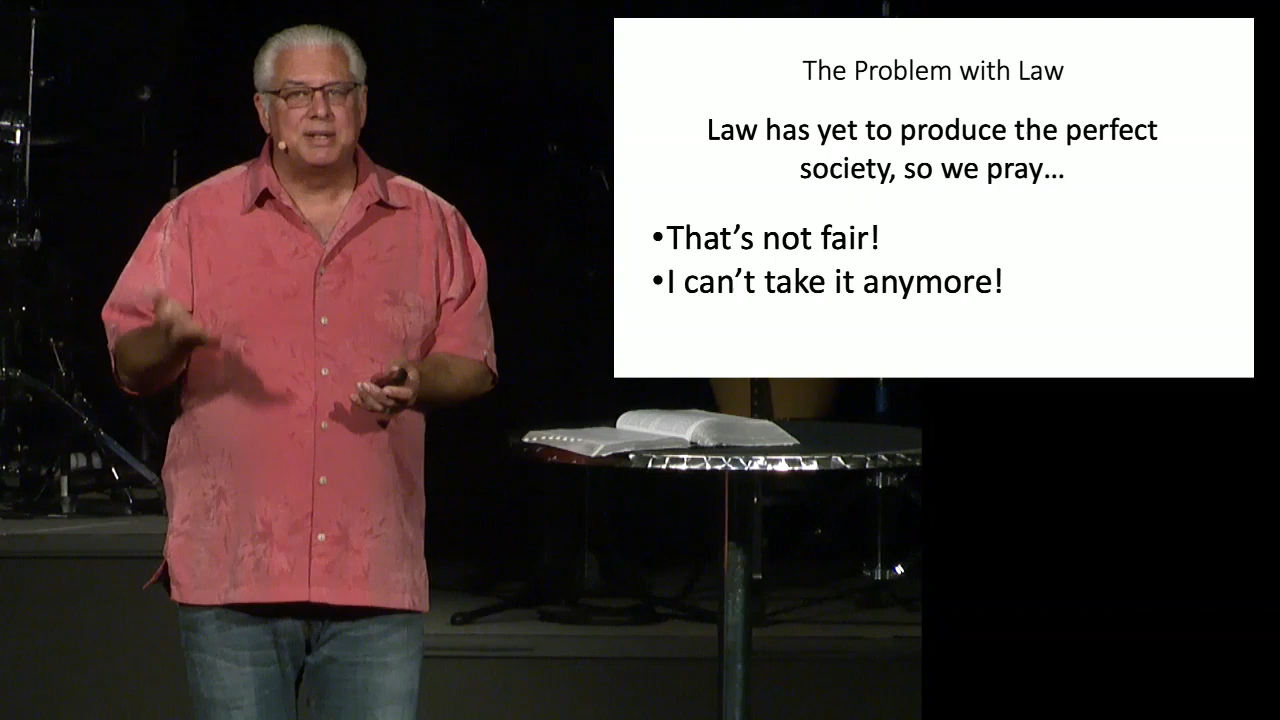 The Problem with Law
Law has yet to produce the perfect
society, so we pray…
•That’s not fair!
•I can’t take it anymore!